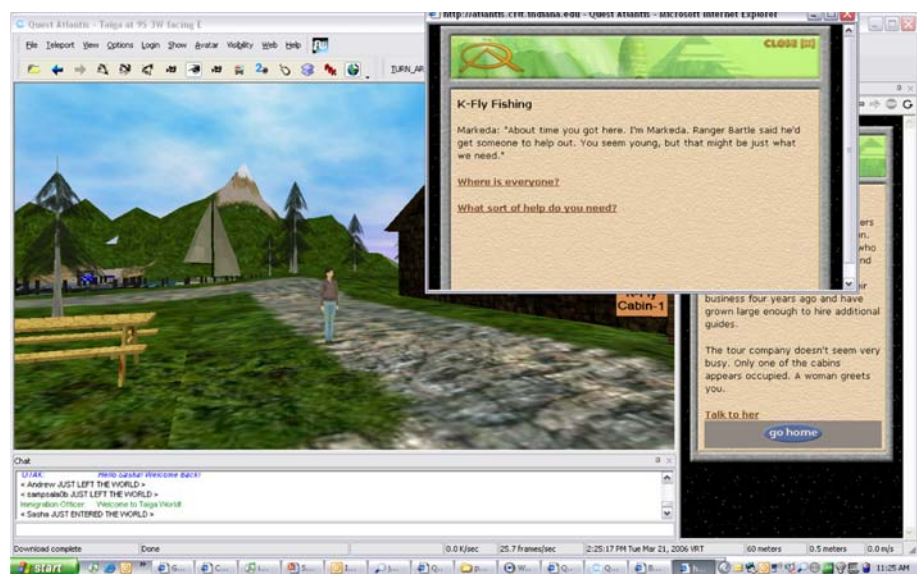 Quest Atlantis - Taiga at 95 3W facing E
http://atlantis.crlt.indiana.edu - Quest Atlantis - Microsoft Internet Explorer
File Teleport View Options Login Show Avatar Visibility Web Help
TURN_AR
CLOSE [X]
K-Fly Fishing
Markeda: "About time you got here. I'm Markeda. Ranger Bartle said he'd
get someone to help out. You seem young, but that might be just what
we need."
Where is everyone?
What sort of help do you need?
K-Fly
Cabin-1
ers
on.
who
nd
ir
business four years ago and have
grown large enough to hire additional
guides.
The tour company doesn't seem very
busy. Only one of the cabins
appears occupied. A woman greets
you.
Talk to her
go home
Chat
OTAK: Hello Sasha! Welcome Back!
< Andrew JUST LEFT THE WORLD >
< sampsala0b JUST LEFT THE WORLD >
Immigration Officer: Welcome to Taiga World!
< Sasha JUST ENTERED THE WORLD >
Download complete
Done
0.0 K/sec
25.7 frames/sec
2:25:17 PM Tue Mar 21, 2006 VRT
60 meters
0.5 meters
0.0 m/s
start
11:25 AM